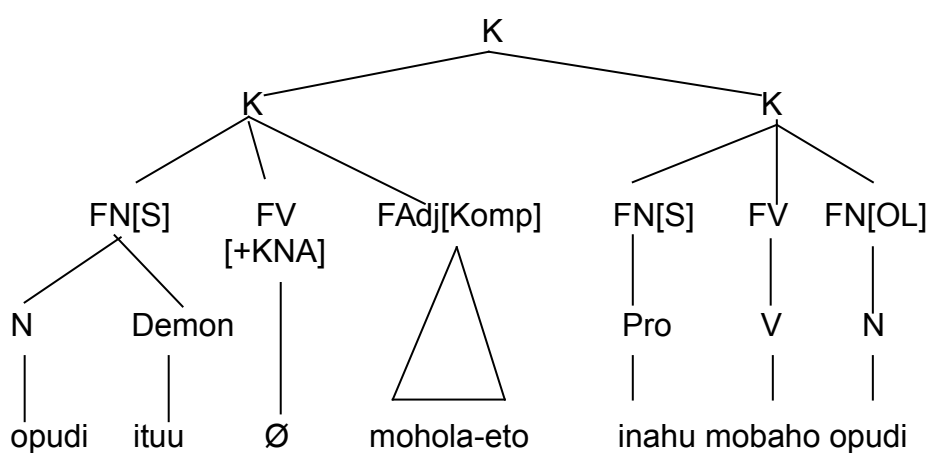 K
K K
FN[S] FV FAdj[Komp] FN[S] FV FN[OL]
[+KNA]
N Demon Pro V N
opudi ituu Ø mohola-eto inahu mobaho opudi